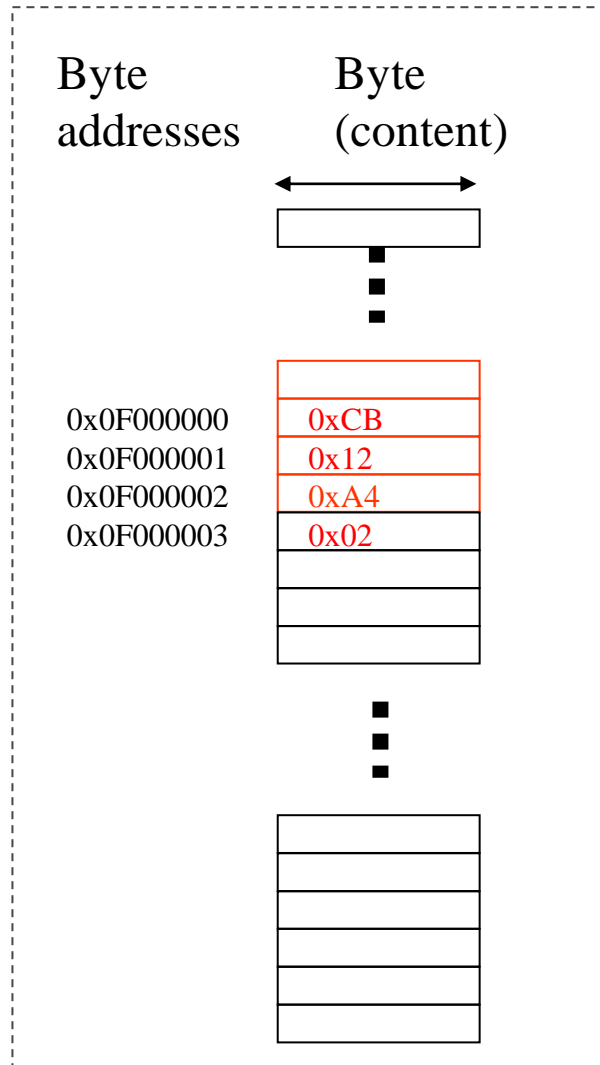 Byte addresses
Byte (content)
0x0F000000 0xCB
0x0F000001 0x12
0x0F000002 0xA4
0x0F000003 0x02